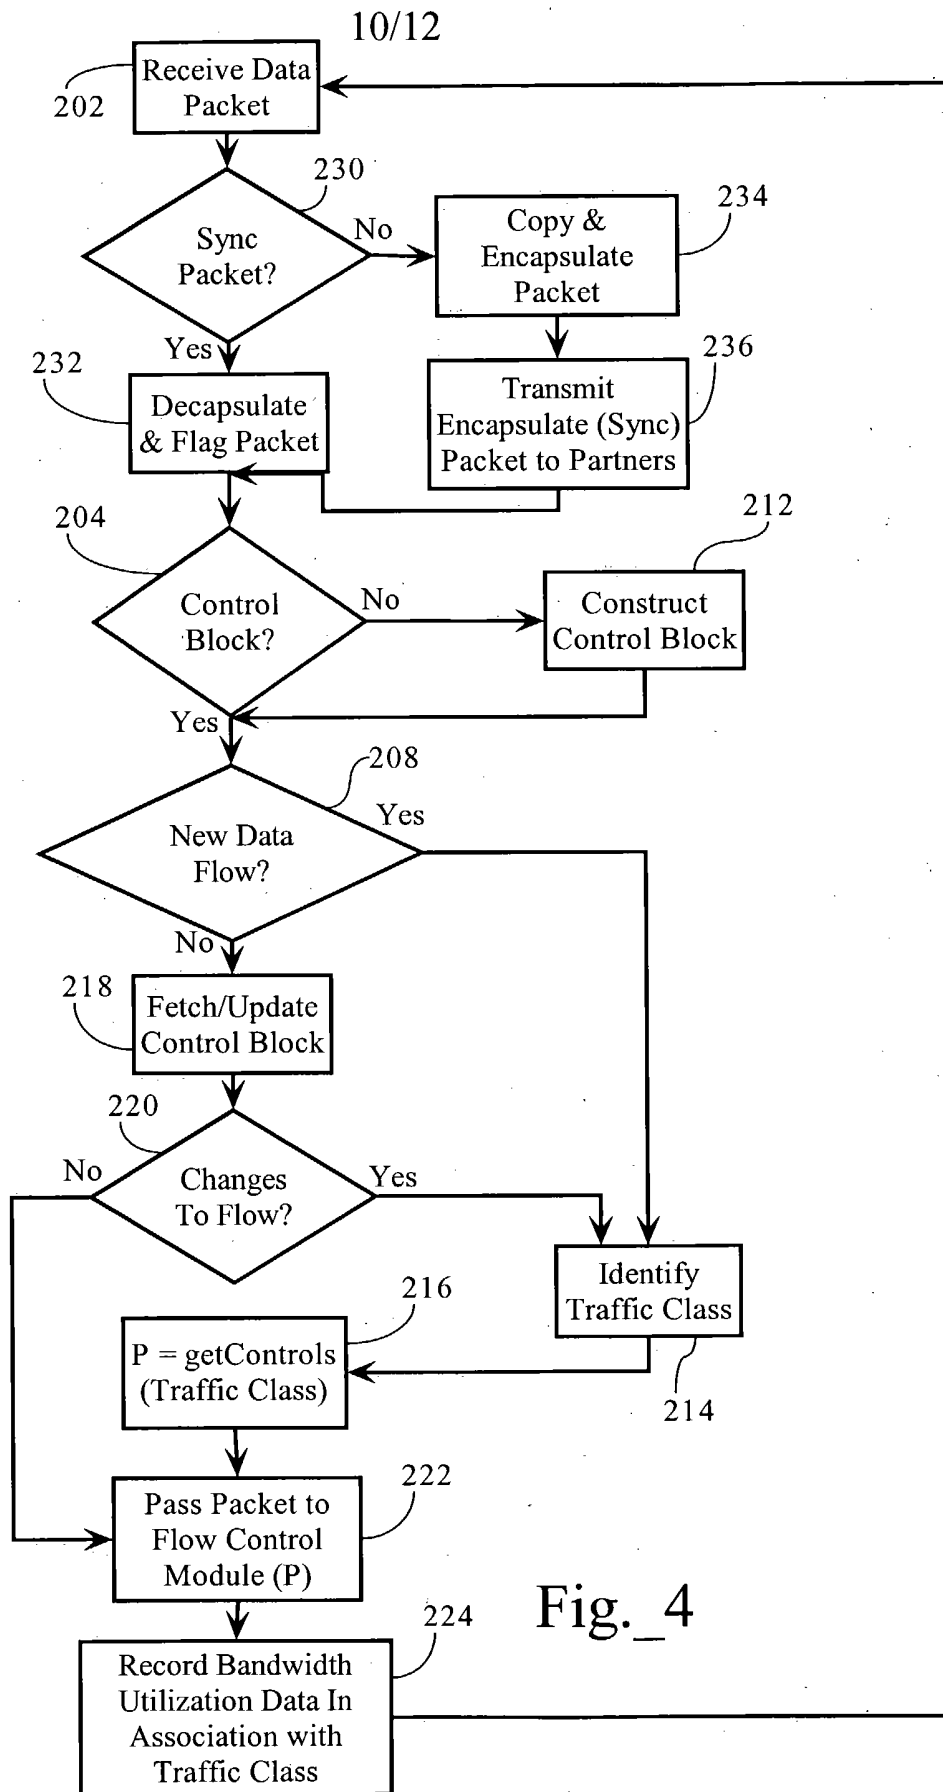 10/12
Receive Data
Packet
202
230
Sync
Packet?
No
Copy &
Encapsulate
Packet
234
Yes
232
Decapsulate
& Flag Packet
Transmit
Encapsulate (Sync)
Packet to Partners
236
204
Control
Block?
No
212
Construct
Control Block
Yes
208
New Data
Flow?
Yes
No
218
Fetch/Update
Control Block
220
No
Changes
To Flow?
Yes
Identify
Traffic Class
214
216
P = getControls
(Traffic Class)
222
Pass Packet to
Flow Control
Module (P)
Fig._4
224
Record Bandwidth
Utilization Data In
Association with
Traffic Class